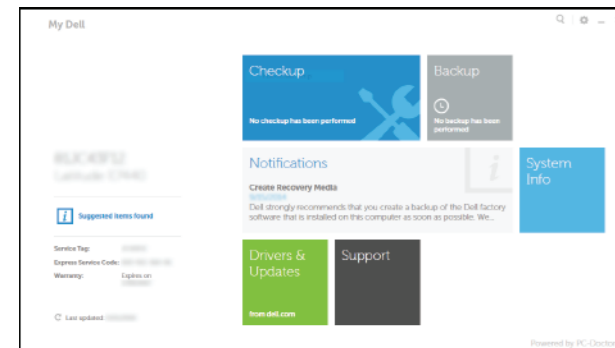 My Dell
Checkup
No checkup has been performed
Backup
No backup has been
performed
Notifications
Create Recovery Media
Dell strongly recommends that you create a backup of the Dell factory
software that is installed on this computer as soon as possible. We...
System
Info
Suggested items found
Service Tag:
Express Service Code:
Warranty: Expires on
Last updated:
Drivers &
Updates
from dell.com
Support
Powered by PC-Doctor